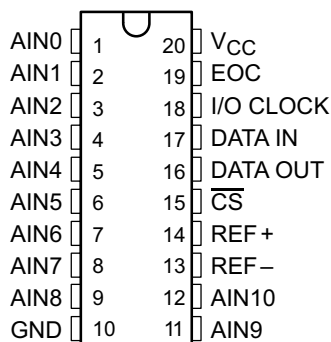 AIN0 1 20 V_CC
AIN1 2 19 EOC
AIN2 3 18 I/O CLOCK
AIN3 4 17 DATA IN
AIN4 5 16 DATA OUT
AIN5 6 15 C̅S̅
AIN6 7 14 REF+
AIN7 8 13 REF−
AIN8 9 12 AIN10
GND 10 11 AIN9